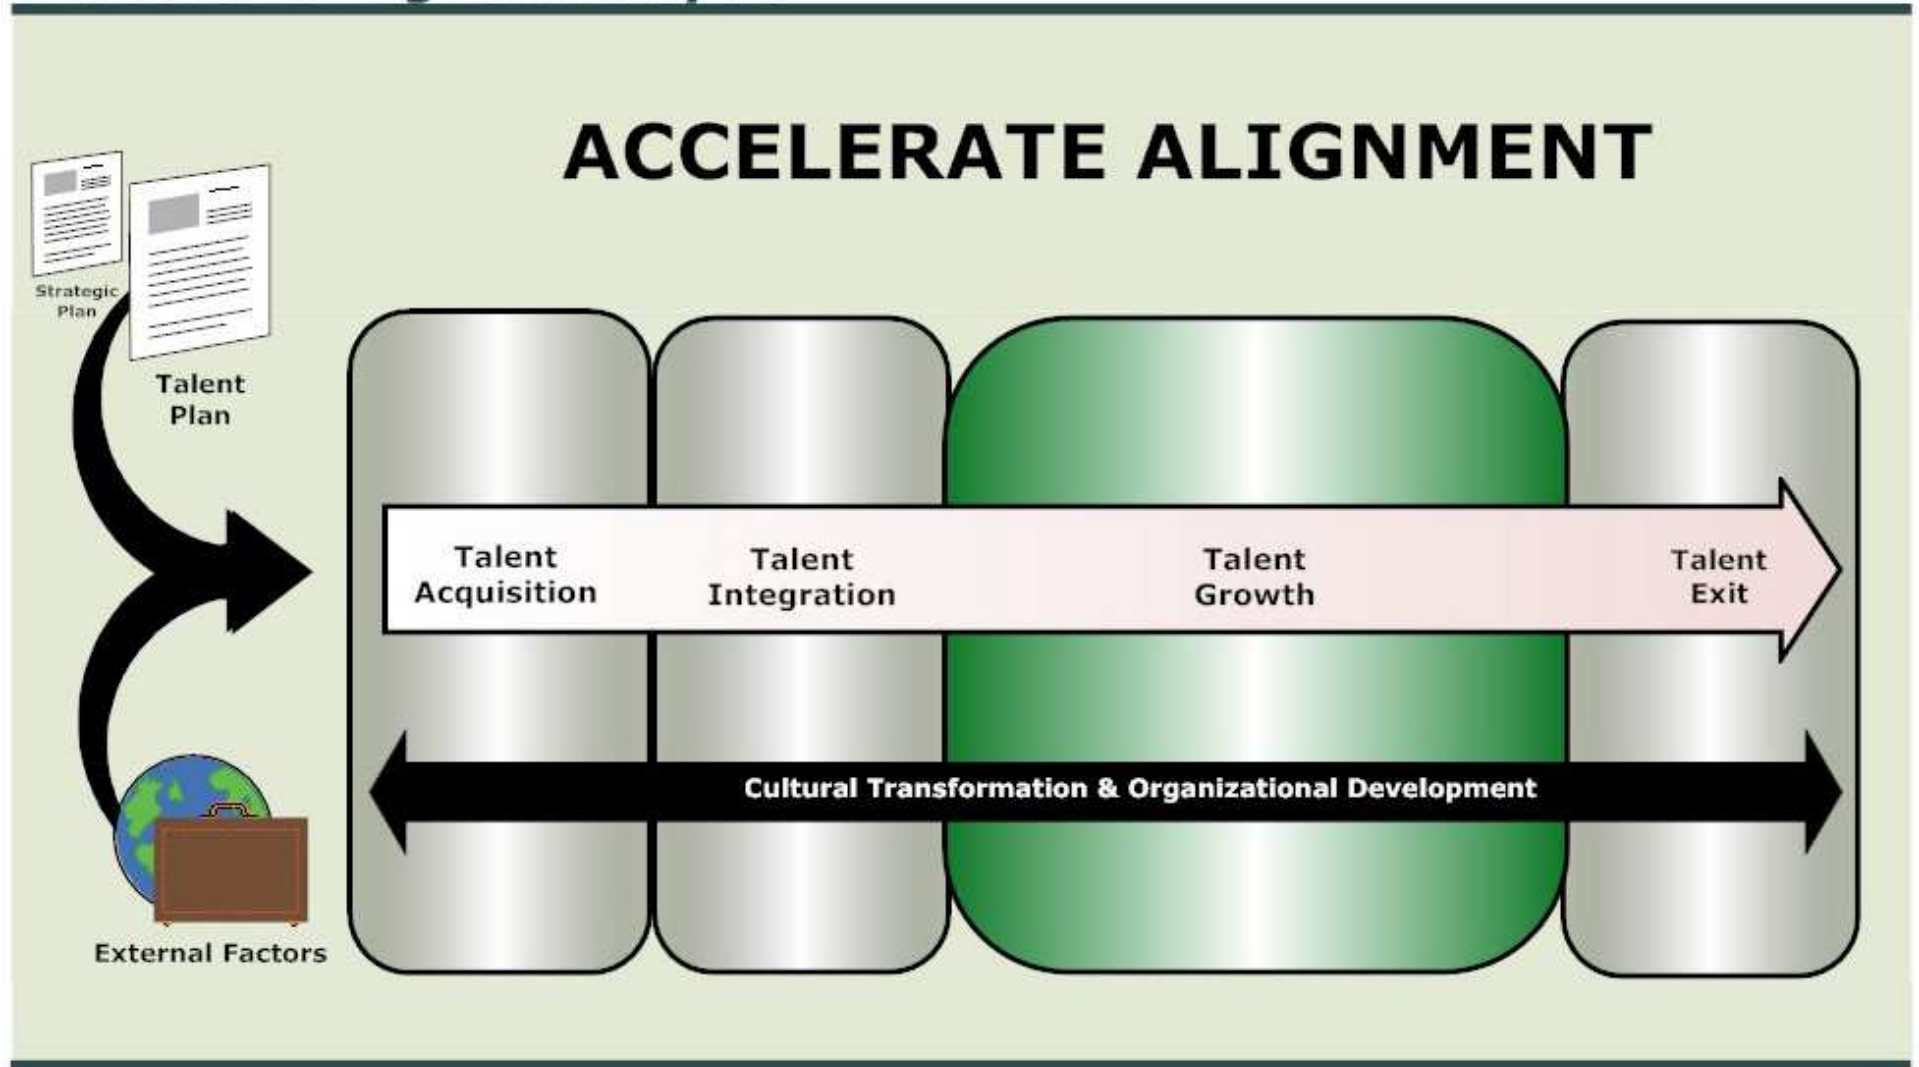 ACCELERATE ALIGNMENT
Strategic
Plan
Talent
Plan
Talent
Acquisition
Talent
Integration
Talent
Growth
Talent
Exit
Cultural Transformation & Organizational Development
External Factors